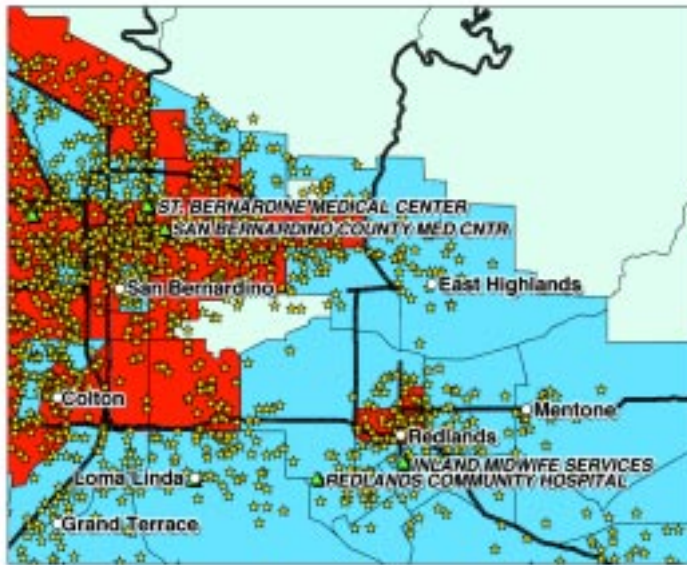 ST. BERNARDINE MEDICAL CENTER
SAN BERNARDINO COUNTY MED CNTR
San Bernardino
East Highlands
Colton
Mentone
Redlands
INLAND MIDWIFE SERVICES
Loma Linda
REDLANDS COMMUNITY HOSPITAL
Grand Terrace